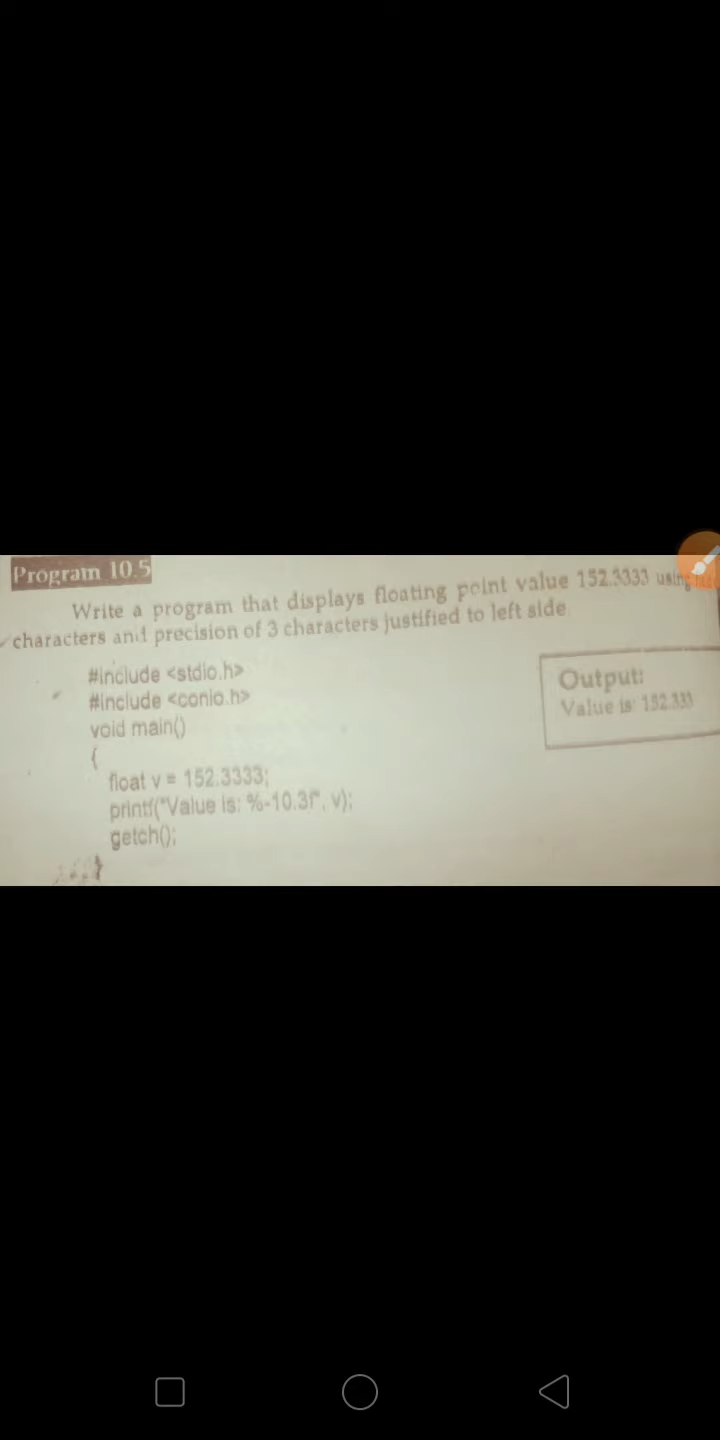 Program 10.5
Write a program that displays floating point value 152.3333 using
characters and precision of 3 characters justified to left side
#include <stdio.h>
#include <conio.h>
void main()
{
float v = 152.3333;
printf("Value is: %-10.3f", v);
getch();
}
Output:
Value is: 152.333